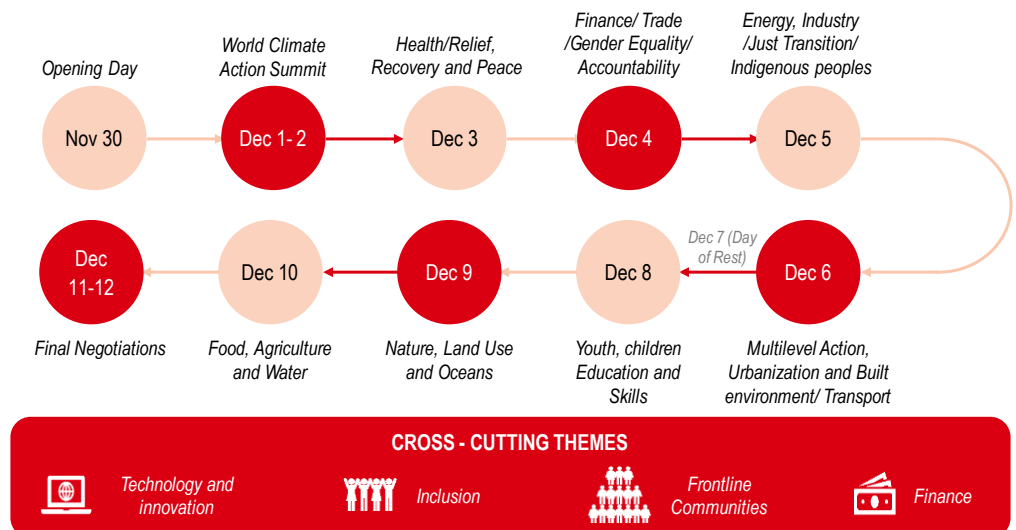 Opening Day
Nov 30
World Climate
Action Summit
Dec 1- 2
Health/Relief,
Recovery and Peace
Dec 3
Finance/ Trade
/Gender Equality/
Accountability
Dec 4
Energy, Industry
/Just Transition/
Indigenous peoples
Dec 5
Dec 6
Multilevel Action,
Urbanization and Built
environment/ Transport
Dec 7 (Day
of Rest)
Dec 8
Youth, children
Education and
Skills
Dec 9
Nature, Land Use
and Oceans
Dec 10
Food, Agriculture
and Water
Dec
11-12
Final Negotiations
CROSS - CUTTING THEMES
Technology and
innovation
Inclusion
Frontline
Communities
Finance